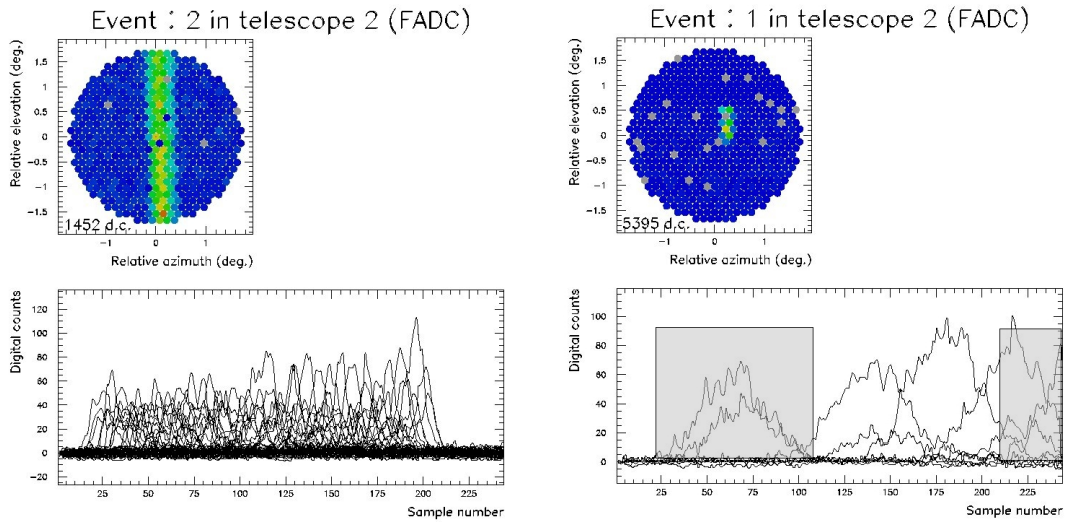 Event : 2 in telescope 2 (FADC)
Relative elevation (deg.)
1.5
1
0.5
0
−0.5
−1
−1.5
1452 d.c.
−1 0 1
Relative azimuth (deg.)
Digital counts
120
100
80
60
40
20
0
−20
25 50 75 100 125 150 175 200 225
Sample number
Event : 1 in telescope 2 (FADC)
Relative elevation (deg.)
1.5
1
0.5
0
−0.5
−1
−1.5
5395 d.c.
−1 0 1
Relative azimuth (deg.)
Digital counts
100
80
60
40
20
0
25 50 75 100 125 150 175 200 225
Sample number